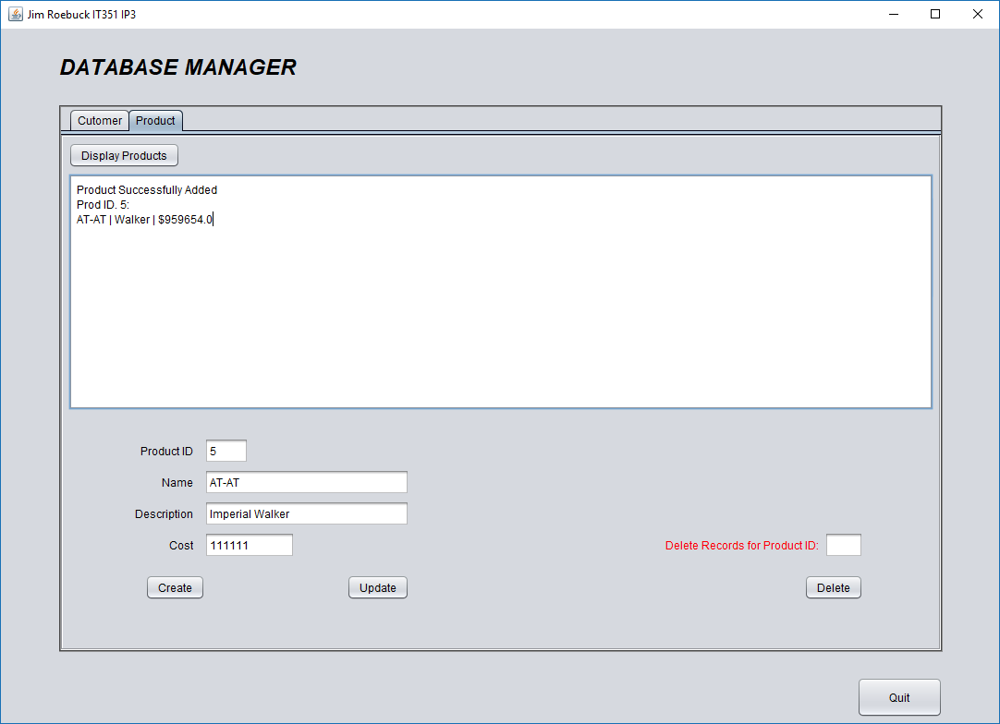 Jim Roebuck IT351 IP3
DATABASE MANAGER
Cutomer Product
Display Products
Product Successfully Added
Prod ID. 5:
AT-AT | Walker | $959654.0
Product ID 5
Name AT-AT
Description Imperial Walker
Cost 111111 Delete Records for Product ID:
Create Update Delete
Quit